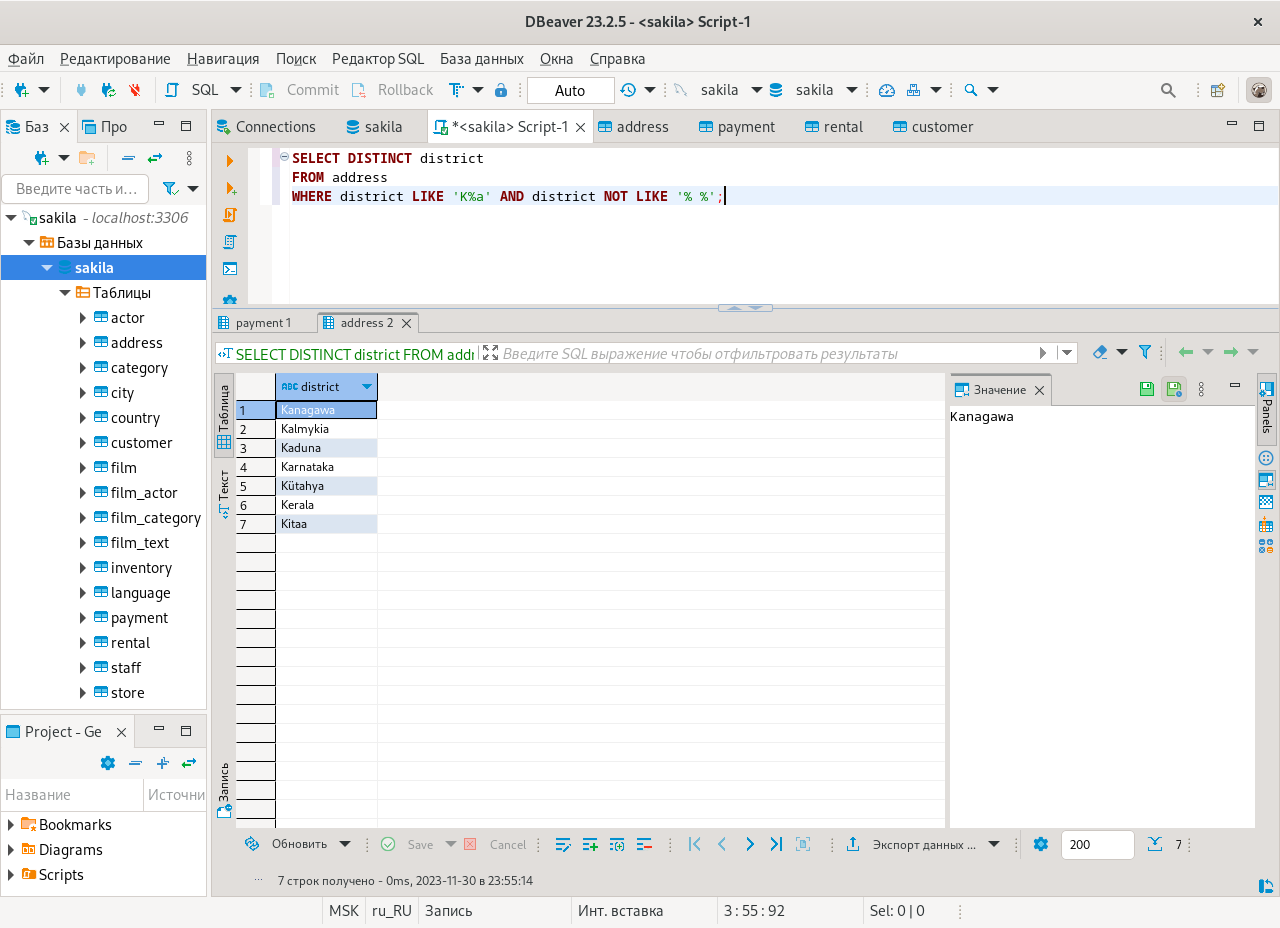 DBeaver 23.2.5 - <sakila> Script-1
Файл Редактирование Навигация Поиск Редактор SQL База данных Окна Справка
SQL Commit Rollback Auto sakila sakila
Баз Про
Connections sakila *<sakila> Script-1 address payment rental customer
Введите часть и...
sakila - localhost:3306
Базы данных
sakila
Таблицы
actor
address
category
city
country
customer
film
film_actor
film_category
film_text
inventory
language
payment
rental
staff
store
Project - Ge
Название Источни
Bookmarks
Diagrams
Scripts
SELECT DISTINCT district
FROM address
WHERE district LIKE 'K%a' AND district NOT LIKE '% %';
payment 1 address 2
SELECT DISTINCT district FROM addr Введите SQL выражение чтобы отфильтровать результаты
Таблица
Текст
Запись
ABC district
1 Kanagawa
2 Kalmykia
3 Kaduna
4 Karnataka
5 Kütahya
6 Kerala
7 Kitaa
Значение
Kanagawa
Panels
Обновить Save Cancel Экспорт данных ... 200 7
7 строк получено - 0ms, 2023-11-30 в 23:55:14
MSK ru_RU Запись Инт. вставка 3 : 55 : 92 Sel: 0 | 0